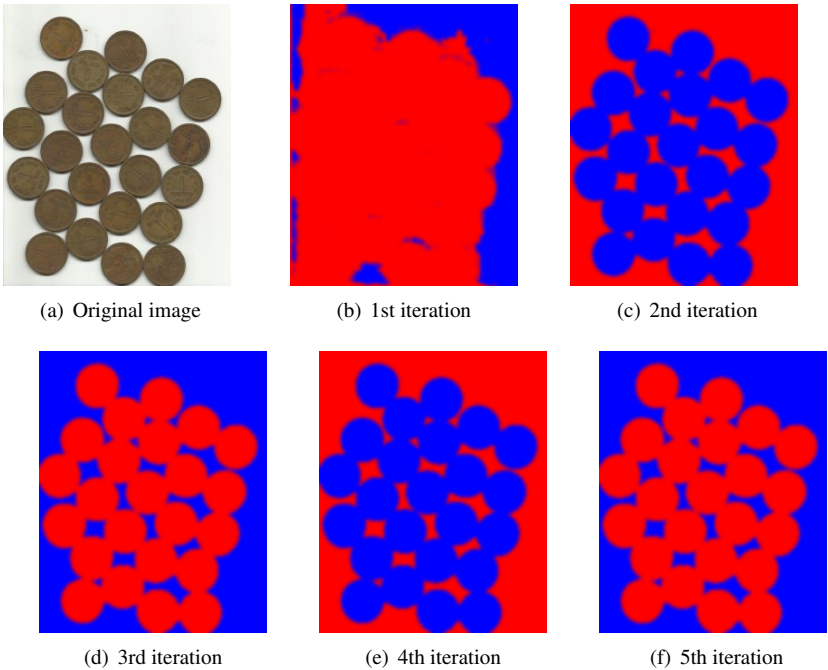 (a) Original image
(b) 1st iteration
(c) 2nd iteration
(d) 3rd iteration
(e) 4th iteration
(f) 5th iteration